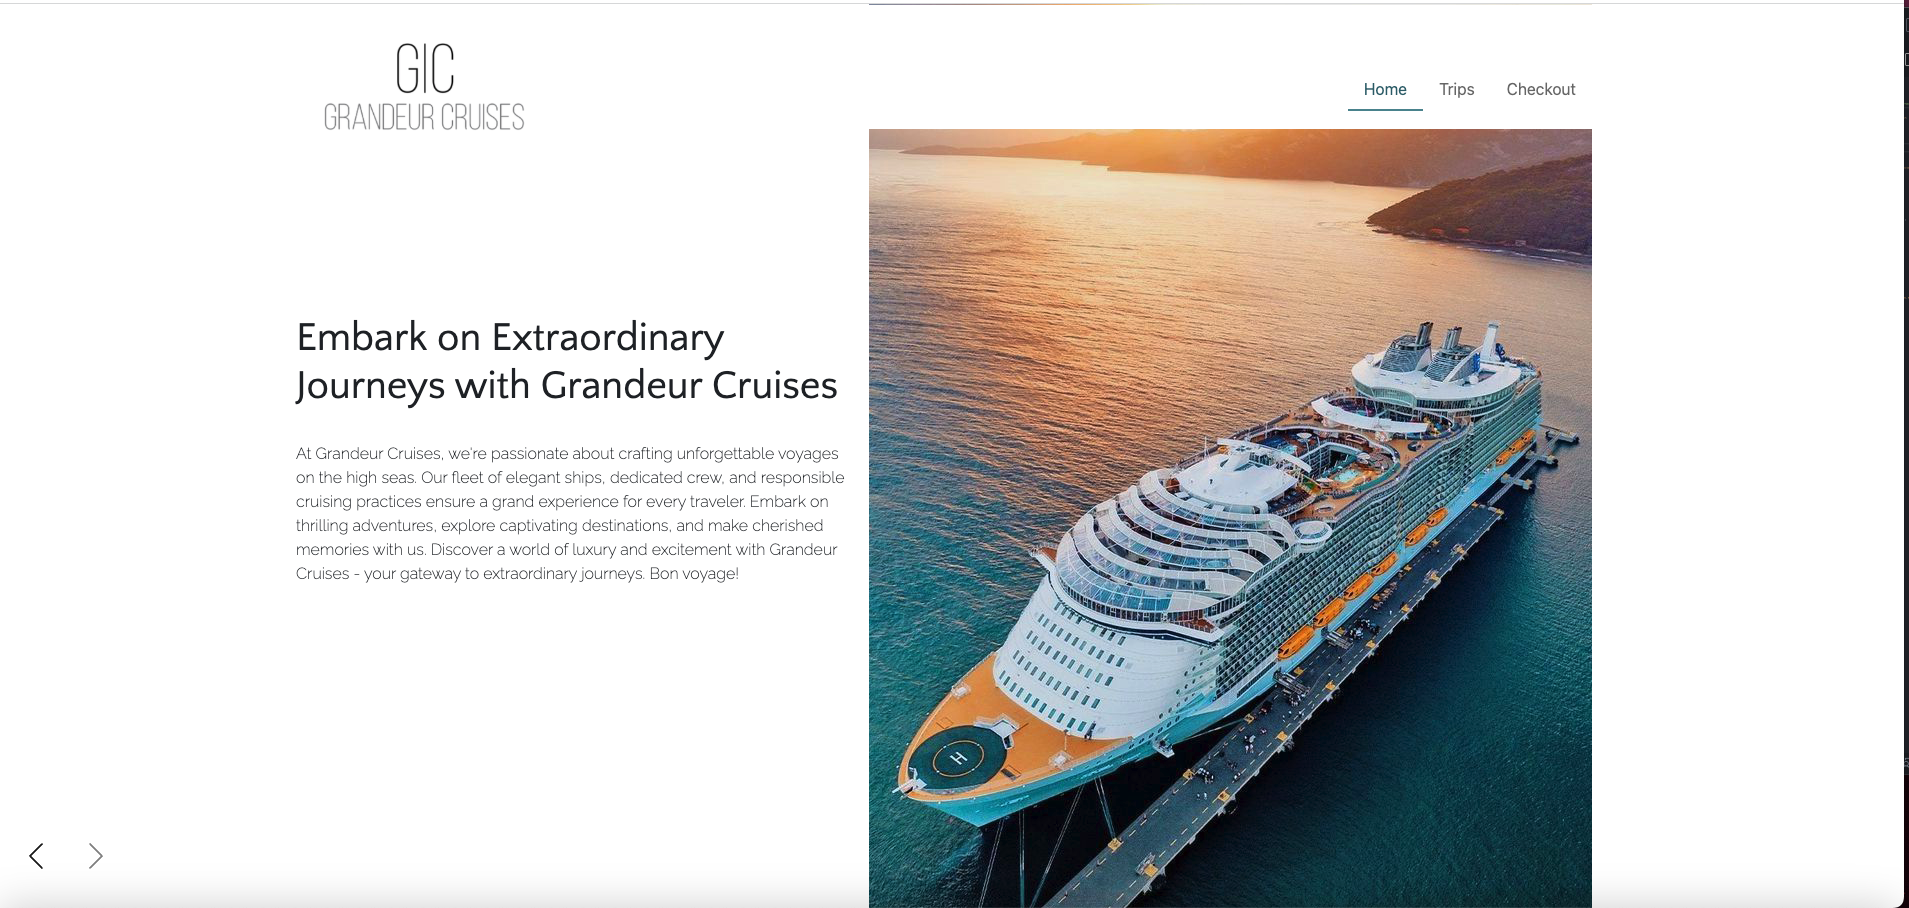 GIC
GRANDEUR CRUISES
Home Trips Checkout
Embark on Extraordinary
Journeys with Grandeur Cruises
At Grandeur Cruises, we're passionate about crafting unforgettable voyages
on the high seas. Our fleet of elegant ships, dedicated crew, and responsible
cruising practices ensure a grand experience for every traveler. Embark on
thrilling adventures, explore captivating destinations, and make cherished
memories with us. Discover a world of luxury and excitement with Grandeur
Cruises - your gateway to extraordinary journeys. Bon voyage!
H